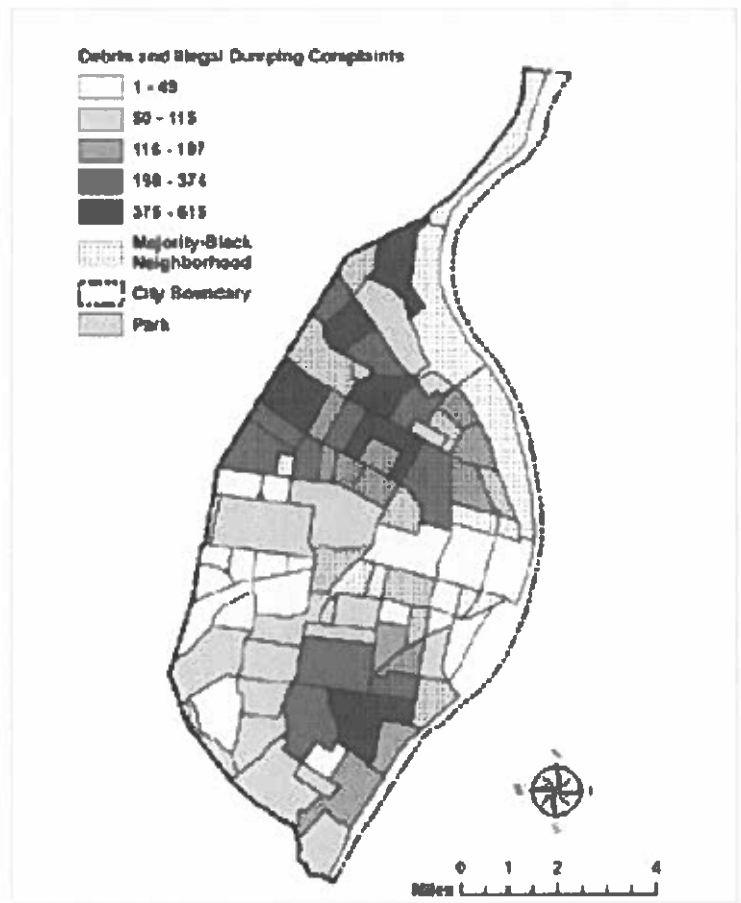 Debris and Illegal Dumping Complaints
1 - 49
50 - 115
116 - 197
198 - 374
375 - 615
Majority-Black
Neighborhood
City Boundary
Park
0 1 2 4
Miles